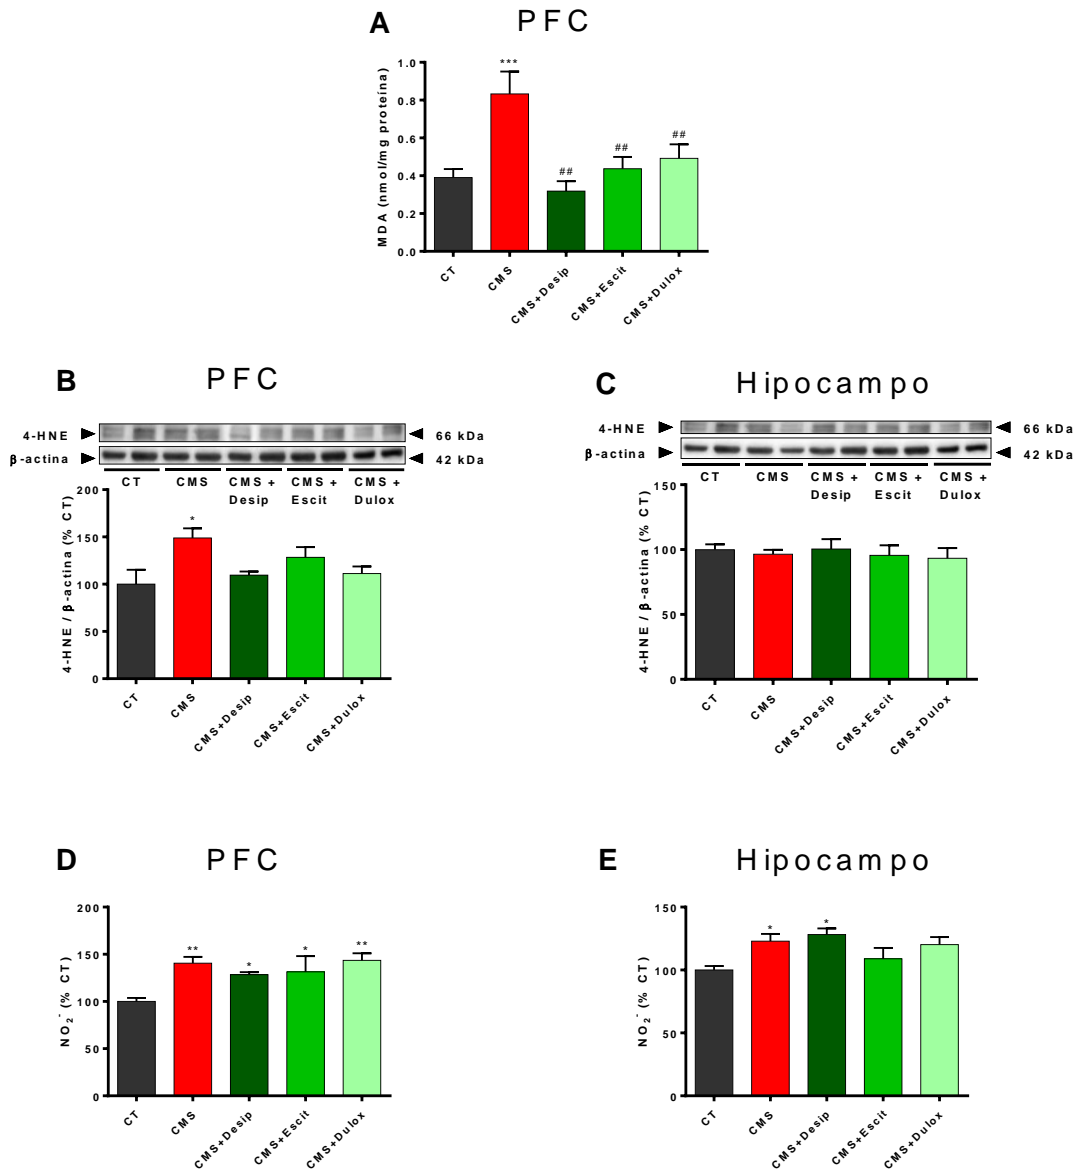 A
PFC
MDA (nmol/mg proteína)
1.0
0.8
0.6
0.4
0.2
0.0
***
##
##
##
CT
CMS
CMS+Desip
CMS+Escit
CMS+Dulox
B
PFC
4-HNE
66 kDa
β-actina
42 kDa
CT
CMS
CMS + Desip
CMS + Escit
CMS + Dulox
4-HNE / β-actina (% CT)
200
150
100
50
0
*
CT
CMS
CMS+Desip
CMS+Escit
CMS+Dulox
C
Hipocampo
4-HNE
66 kDa
β-actina
42 kDa
CT
CMS
CMS + Desip
CMS + Escit
CMS + Dulox
4-HNE / β-actina (% CT)
150
100
50
0
CT
CMS
CMS+Desip
CMS+Escit
CMS+Dulox
D
PFC
NO₂⁻ (% CT)
200
150
100
50
0
**
*
*
**
CT
CMS
CMS+Desip
CMS+Escit
CMS+Dulox
E
Hipocampo
NO₂⁻ (% CT)
150
100
50
0
*
*
CT
CMS
CMS+Desip
CMS+Escit
CMS+Dulox